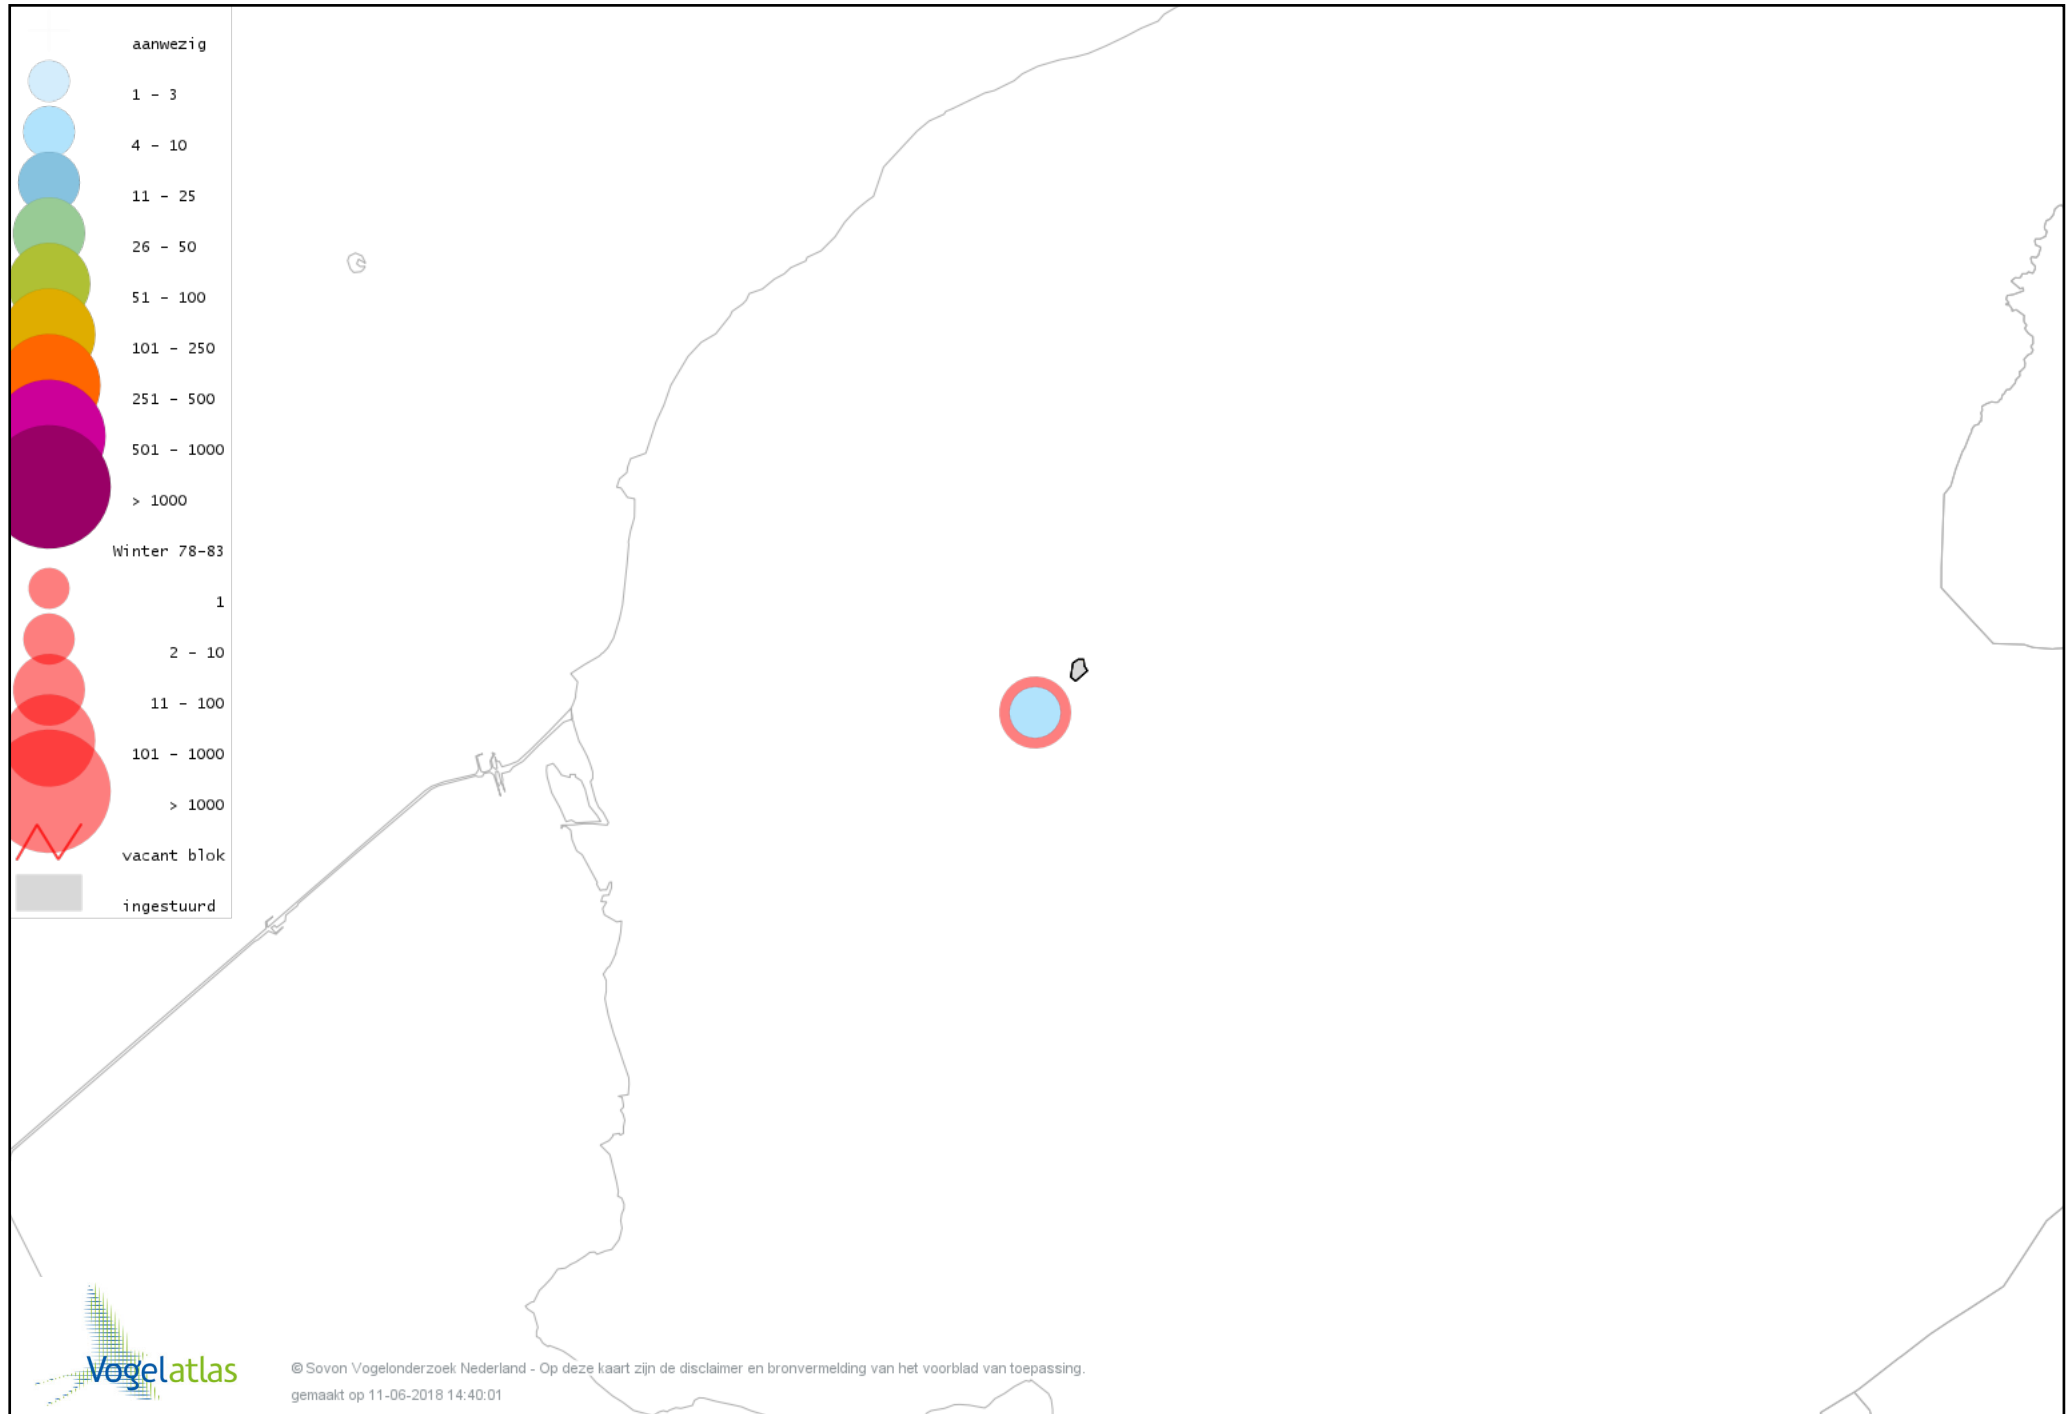 aanwezig
1 - 3
4 - 10
11 - 25
26 - 50
51 - 100
101 - 250
251 - 500
501 - 1000
> 1000
Winter 78-83
1
2 - 10
11 - 100
101 - 1000
> 1000
vacant blok
ingestuurd
Vogelatlas
© Sovon Vogelonderzoek Nederland - Op deze kaart zijn de disclaimer en bronvermelding van het voorblad van toepassing.
gemaakt op 11-06-2018 14:40:01